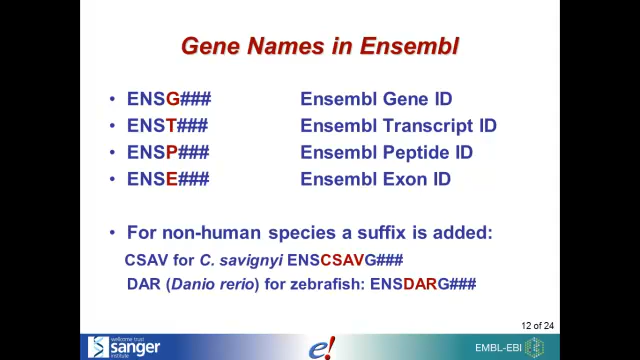 Gene Names in Ensembl
• ENSG### Ensembl Gene ID
• ENST### Ensembl Transcript ID
• ENSP### Ensembl Peptide ID
• ENSE### Ensembl Exon ID
• For non-human species a suffix is added:
CSAV for C. savignyi ENSCSAVG###
DAR (Danio rerio) for zebrafish: ENSDARG###
12 of 24
wellcome trust
sanger
institute
e!
EMBL-EBI